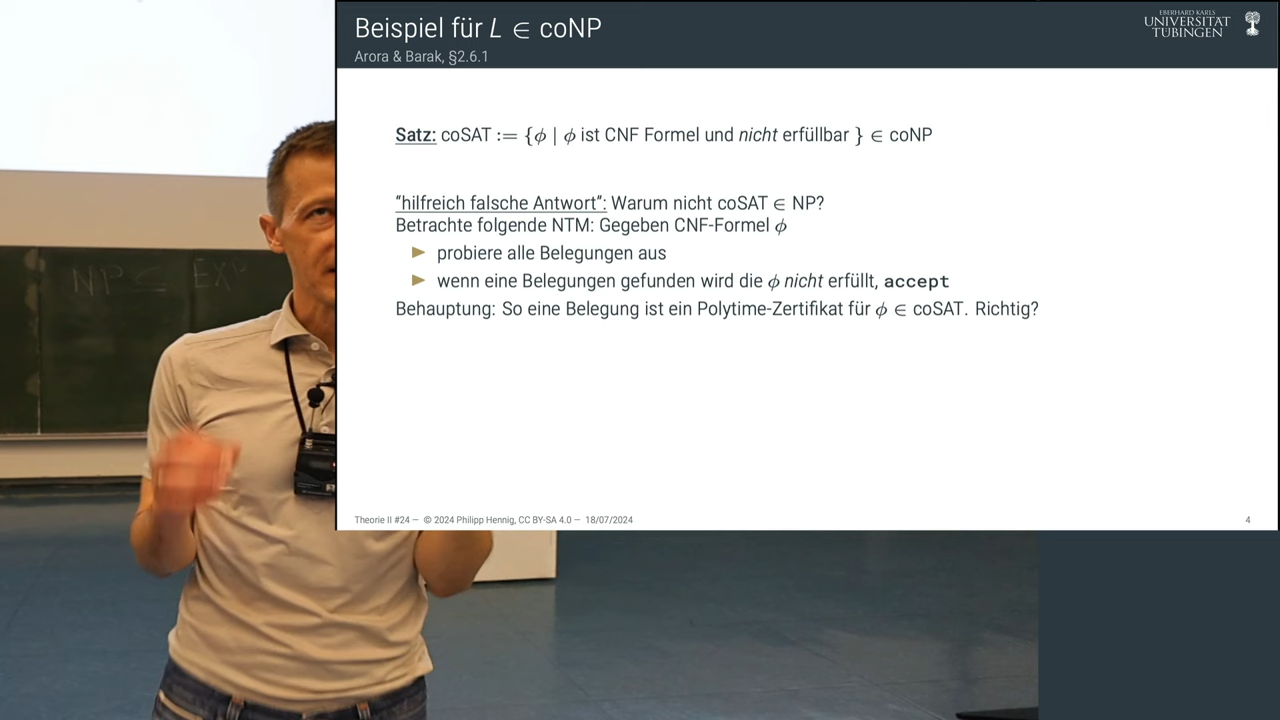 Beispiel für L ∈ coNP
Arora & Barak, §2.6.1
EBERHARD KARLS
UNIVERSITÄT
TÜBINGEN
Satz: coSAT := {ϕ | ϕ ist CNF Formel und nicht erfüllbar } ∈ coNP
“hilfreich falsche Antwort“: Warum nicht coSAT ∈ NP?
Betrachte folgende NTM: Gegeben CNF-Formel ϕ
probiere alle Belegungen aus
wenn eine Belegungen gefunden wird die ϕ nicht erfüllt, accept
Behauptung: So eine Belegung ist ein Polytime-Zertifikat für ϕ ∈ coSAT. Richtig?
NP ⊆ EXP
Theorie II #24 — © 2024 Philipp Hennig, CC BY-SA 4.0 — 18/07/2024
4